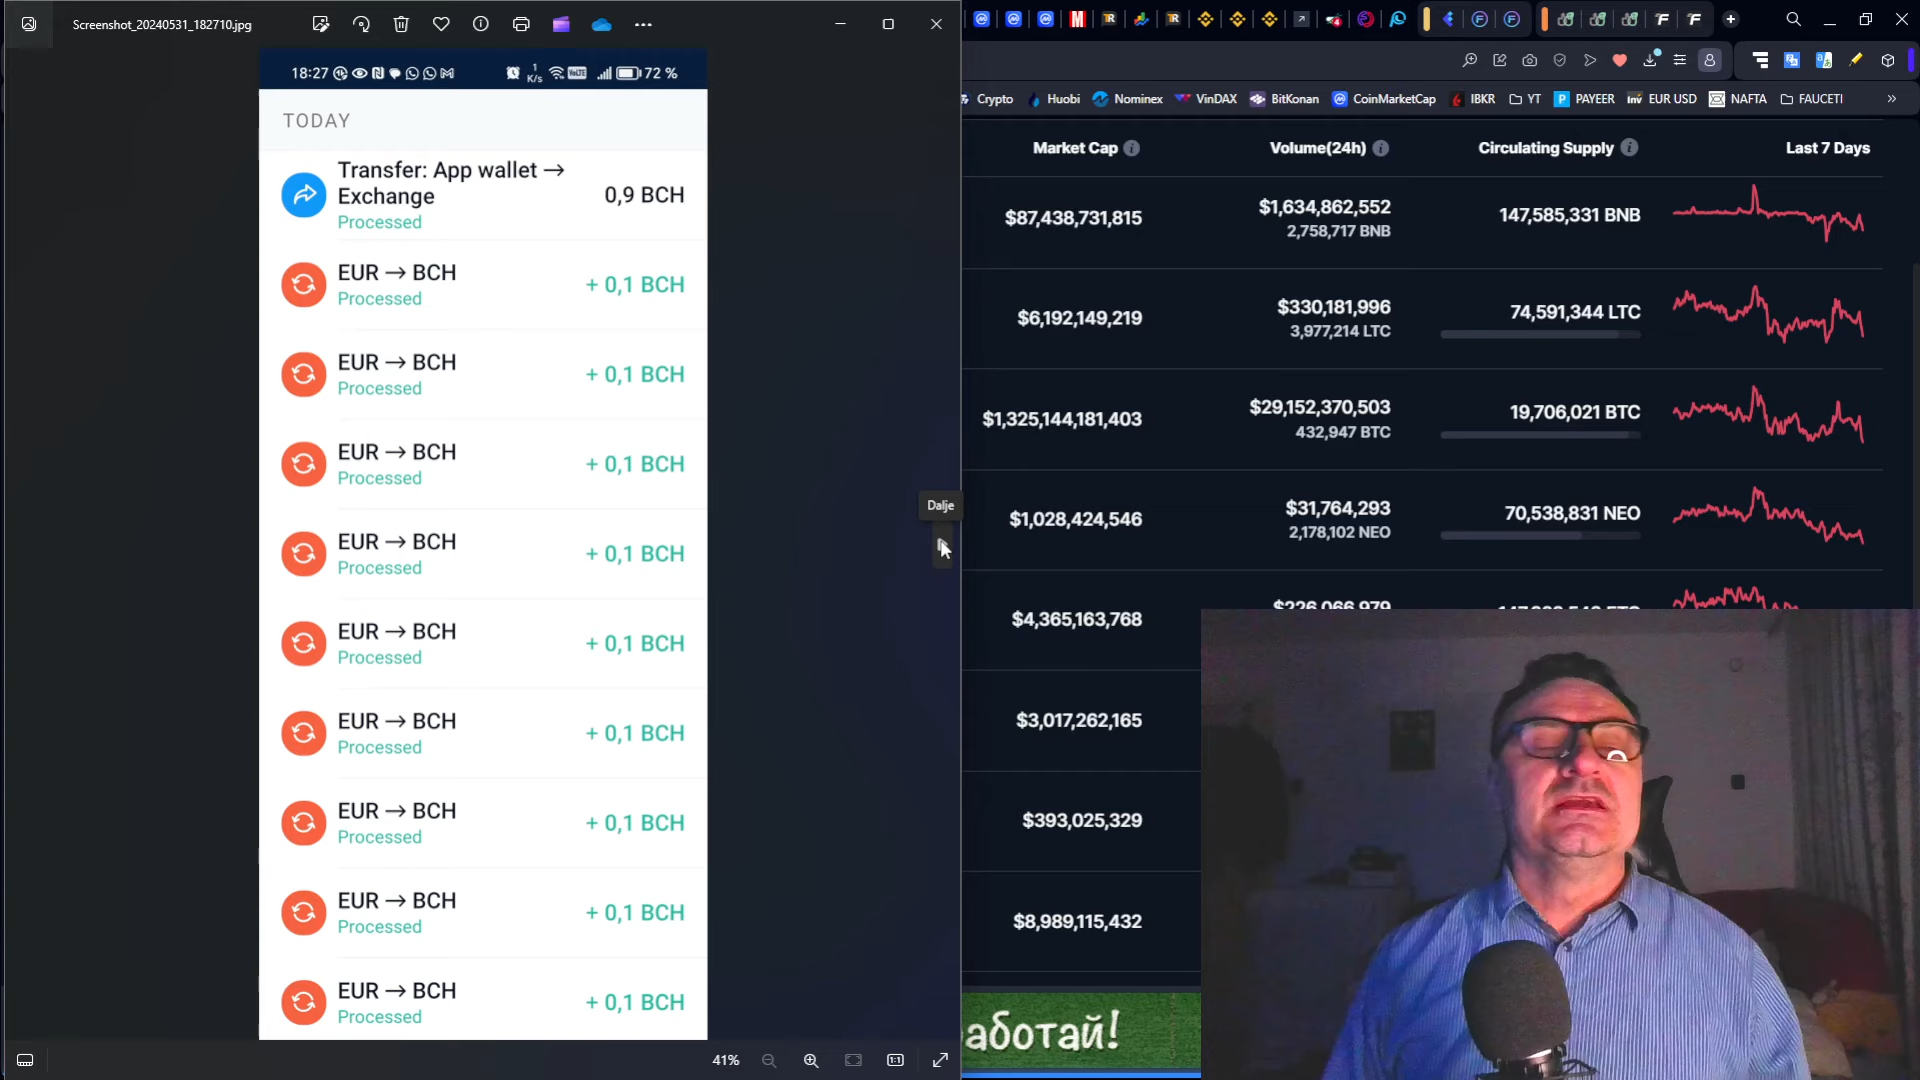 Screenshot_20240531_182710.jpg
18:27
1 K/s
VoLTE
72 %
TODAY
Transfer: App wallet →
Exchange
0,9 BCH
Processed
EUR → BCH
+ 0,1 BCH
Processed
EUR → BCH
+ 0,1 BCH
Processed
EUR → BCH
+ 0,1 BCH
Processed
EUR → BCH
+ 0,1 BCH
Processed
EUR → BCH
+ 0,1 BCH
Processed
EUR → BCH
+ 0,1 BCH
Processed
EUR → BCH
+ 0,1 BCH
Processed
EUR → BCH
+ 0,1 BCH
Processed
EUR → BCH
+ 0,1 BCH
Processed
Dalje
41%
Crypto Huobi Nominex VinDAX BitKonan CoinMarketCap IBKR YT PAYEER EUR USD NAFTA FAUCETI
Market Cap Volume(24h) Circulating Supply Last 7 Days
$87,438,731,815 $1,634,862,552 147,585,331 BNB
2,758,717 BNB
$6,192,149,219 $330,181,996 74,591,344 LTC
3,977,214 LTC
$1,325,144,181,403 $29,152,370,503 19,706,021 BTC
432,947 BTC
$1,028,424,546 $31,764,293 70,538,831 NEO
2,178,102 NEO
$4,365,163,768 $226,066,979
$3,017,262,165
$393,025,329
$8,989,115,432
аботай!